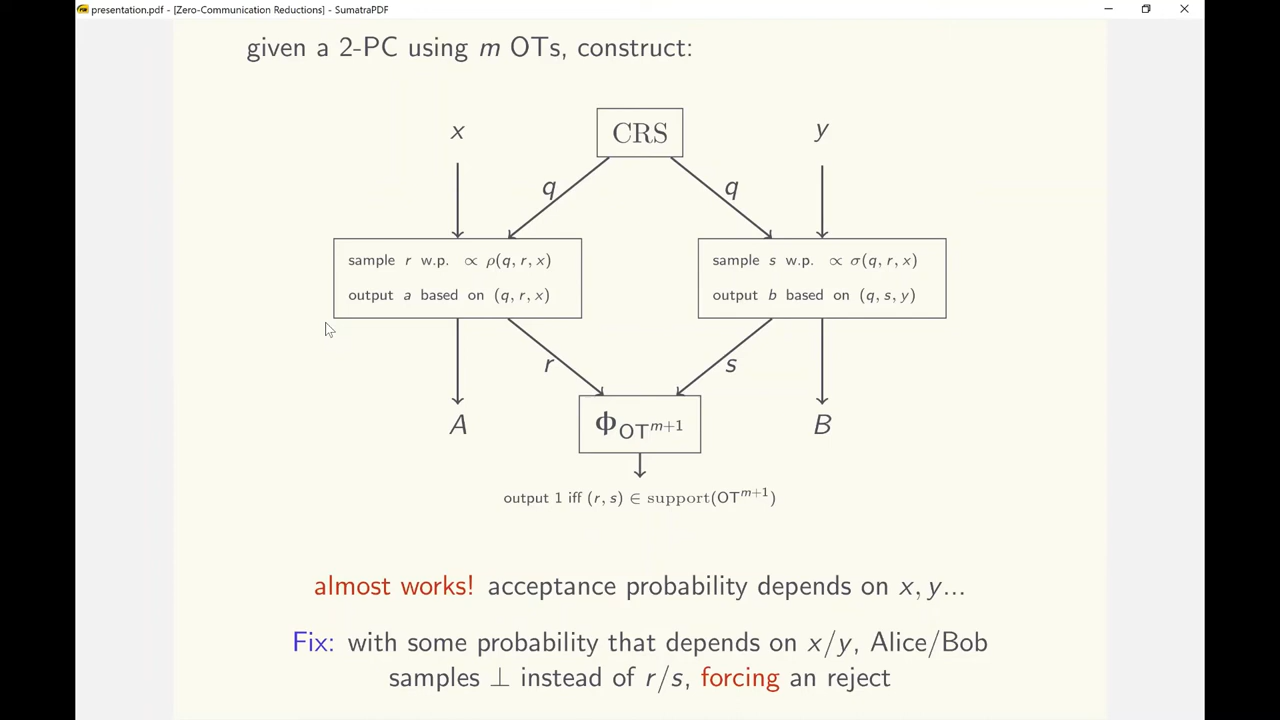 presentation.pdf - [Zero-Communication Reductions] - SumatraPDF
given a 2-PC using m OTs, construct:
x
CRS
y
q
q
sample r w.p. ∝ ρ(q, r, x)
output a based on (q, r, x)
sample s w.p. ∝ σ(q, r, x)
output b based on (q, s, y)
r
s
A
Φ_OT^{m+1}
B
output 1 iff (r, s) ∈ support(OT^{m+1})
almost works! acceptance probability depends on x, y...
Fix: with some probability that depends on x/y, Alice/Bob
samples ⊥ instead of r/s, forcing an reject